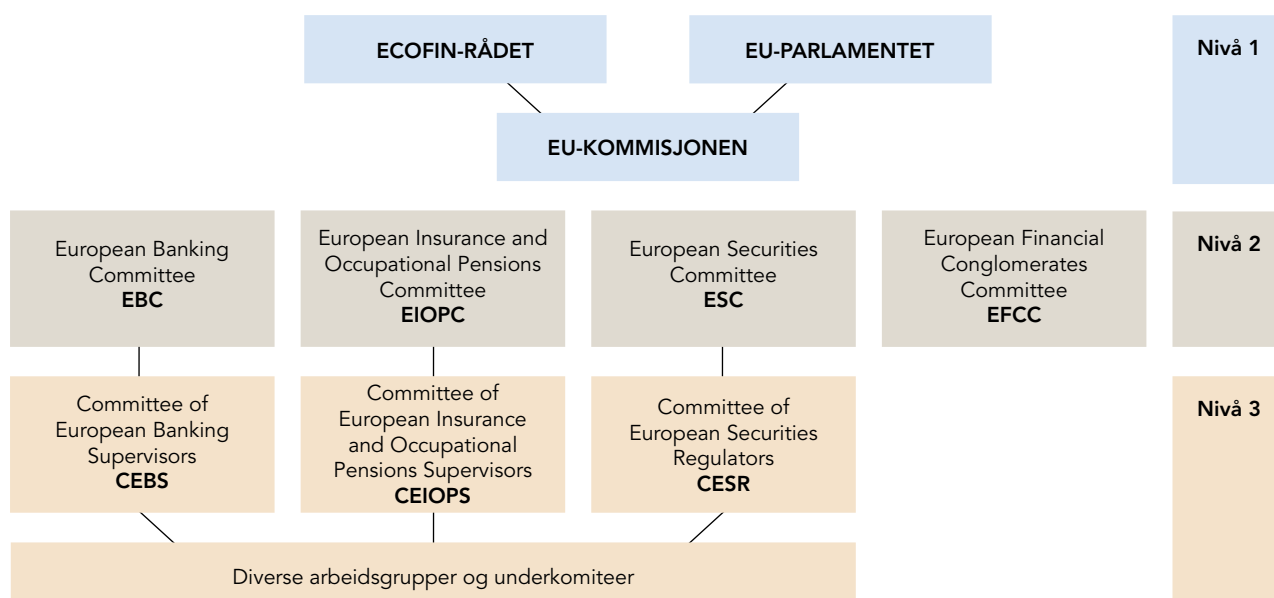 ECOFIN-RÅDET
EU-PARLAMENTET
Nivå 1
EU-KOMMISJONEN
European Banking
Committee
EBC
European Insurance and
Occupational Pensions
Committee
EIOPC
European Securities
Committee
ESC
European Financial
Conglomerates
Committee
EFCC
Nivå 2
Committee of
European Banking
Supervisors
CEBS
Committee of
European Insurance
and Occupational
Pensions Supervisors
CEIOPS
Committee of
European Securities
Regulators
CESR
Nivå 3
Diverse arbeidsgrupper og underkomiteer